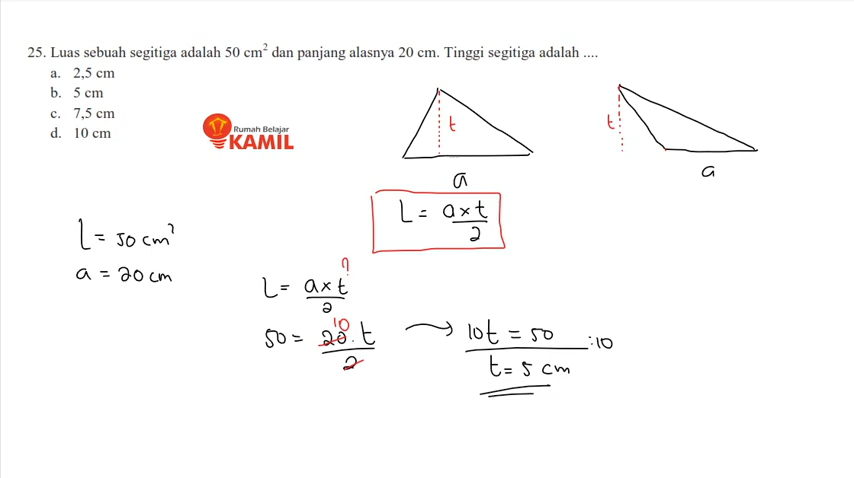 25. Luas sebuah segitiga adalah 50 cm² dan panjang alasnya 20 cm. Tinggi segitiga adalah ....
a. 2,5 cm
b. 5 cm
c. 7,5 cm
d. 10 cm
Rumah Belajar
KAMIL
t
a
t
a
L = a x t
2
L = 50 cm²
a = 20 cm
?
L = a x t
2
10
50 = 20 . t
2
10t = 50 :10
t = 5 cm